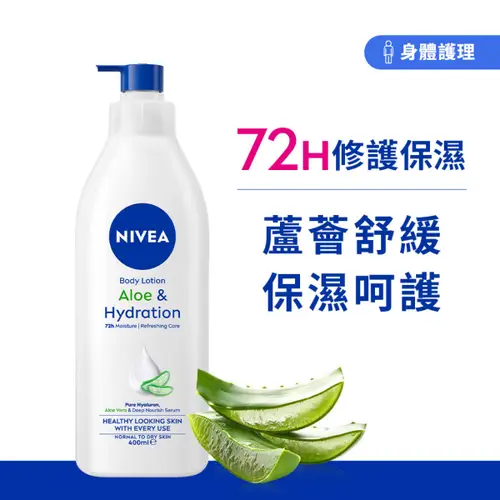 身體護理
72H修護保濕
蘆薈舒緩
保濕呵護
NIVEA
Body Lotion
Aloe &
Hydration
72h Moisture | Refreshing Care
Pure Hyaluron,
Aloe Vera & Deep Nourish Serum
HEALTHY LOOKING SKIN
WITH EVERY USE
NORMAL TO DRY SKIN
400ml℮